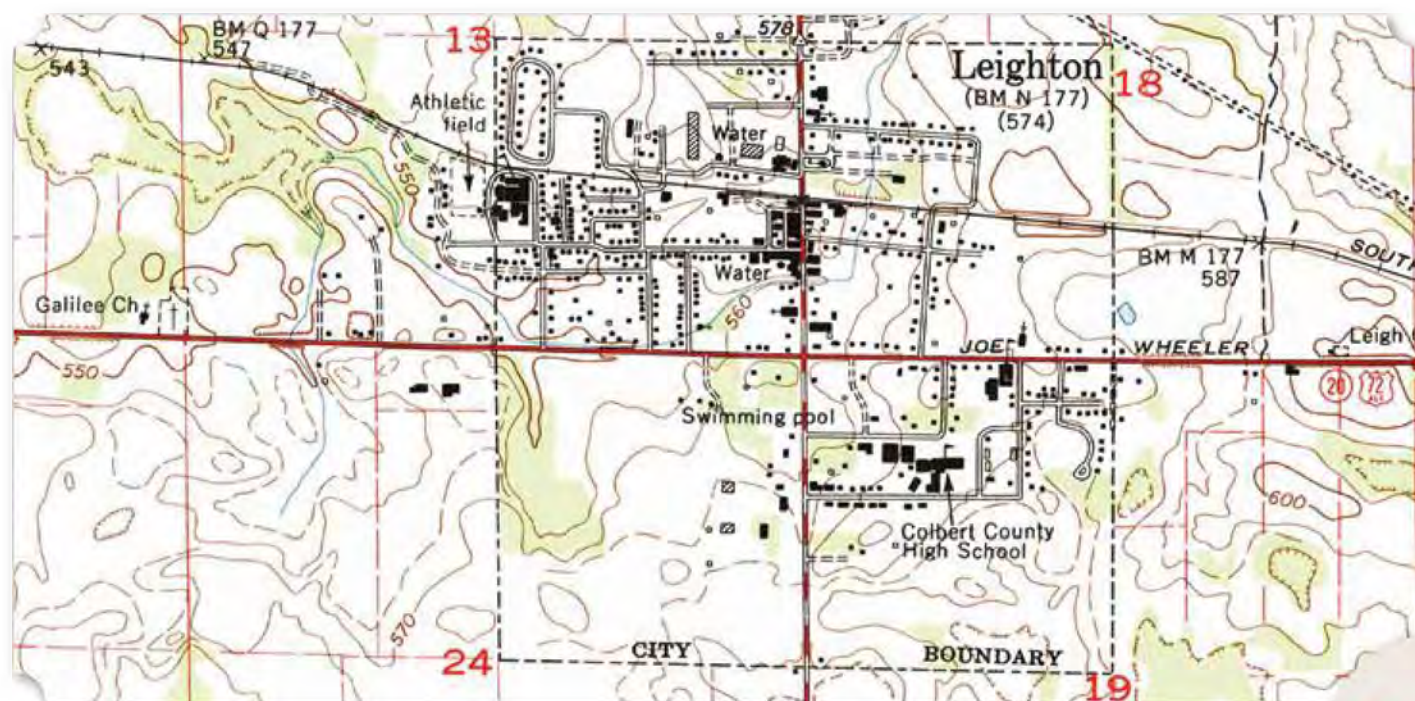 BM Q 177
547
543
13
578
Leighton
(BM N 177)
(574)
18
Athletic
field
Water
550
BM M 177
587
SOUTH
Galilee Ch
Water
560
550
JOE WHEELER
Leigh
20
72
ALT
Swimming pool
600
Colbert County
High School
570
24
CITY BOUNDARY
19